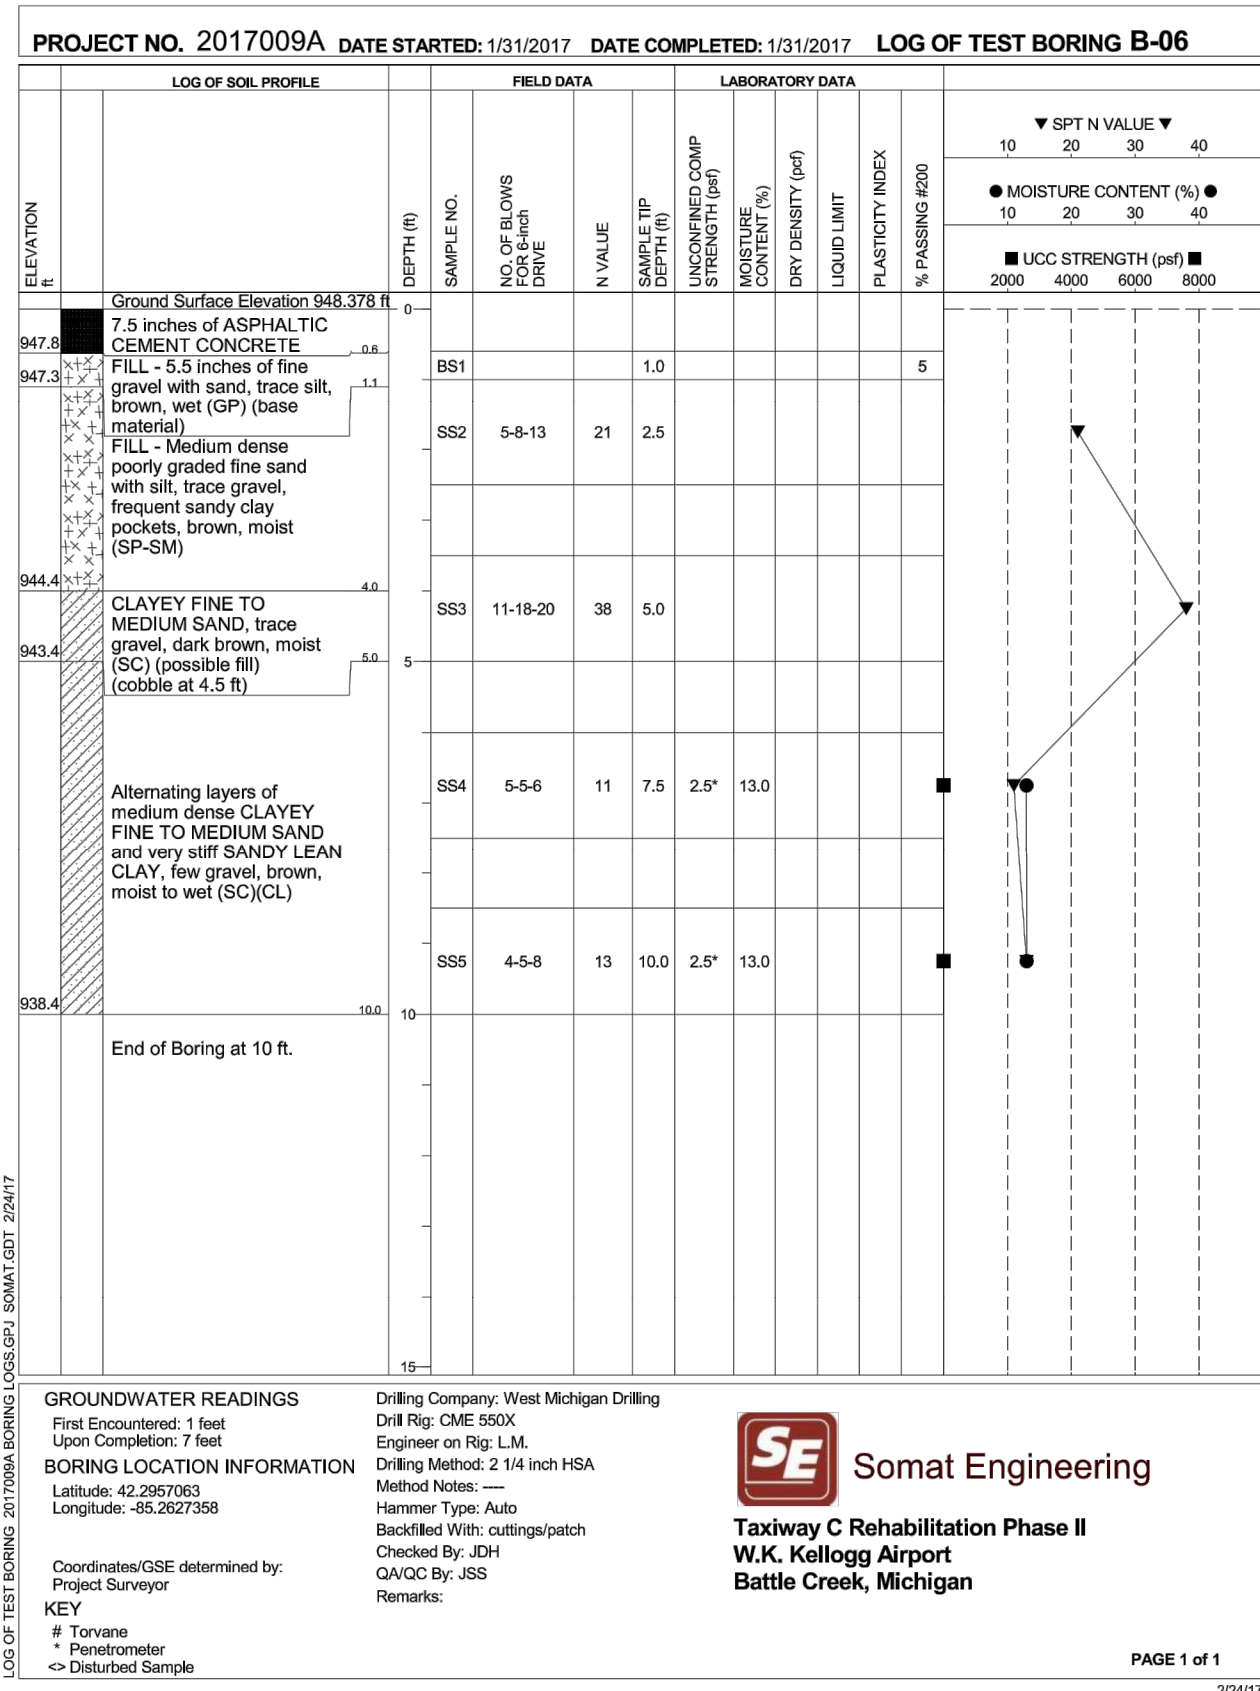 PROJECT NO. 2017009A DATE STARTED: 1/31/2017 DATE COMPLETED: 1/31/2017 LOG OF TEST BORING B-06
LOG OF SOIL PROFILE FIELD DATA LABORATORY DATA
ELEVATION
ft
DEPTH (ft)
SAMPLE NO.
NO. OF BLOWS
FOR 6-inch
DRIVE
N VALUE
SAMPLE TIP
DEPTH (ft)
UNCONFINED COMP
STRENGTH (psf)
MOISTURE
CONTENT (%)
DRY DENSITY (pcf)
LIQUID LIMIT
PLASTICITY INDEX
% PASSING #200
▼ SPT N VALUE ▼
10 20 30 40
● MOISTURE CONTENT (%) ●
10 20 30 40
■ UCC STRENGTH (psf) ■
2000 4000 6000 8000
Ground Surface Elevation 948.378 ft
0
7.5 inches of ASPHALTIC
947.8 CEMENT CONCRETE 0.6
FILL - 5.5 inches of fine
BS1 1.0 5
947.3 gravel with sand, trace silt, 1.1
brown, wet (GP) (base
material)
SS2 5-8-13 21 2.5
FILL - Medium dense
poorly graded fine sand
with silt, trace gravel,
frequent sandy clay
pockets, brown, moist
(SP-SM)
944.4 4.0
CLAYEY FINE TO
SS3 11-18-20 38 5.0
MEDIUM SAND, trace
gravel, dark brown, moist
943.4 (SC) (possible fill) 5.0 5
(cobble at 4.5 ft)
SS4 5-5-6 11 7.5 2.5* 13.0
Alternating layers of
medium dense CLAYEY
FINE TO MEDIUM SAND
and very stiff SANDY LEAN
CLAY, few gravel, brown,
moist to wet (SC)(CL)
SS5 4-5-8 13 10.0 2.5* 13.0
938.4 10.0 10
End of Boring at 10 ft.
15
LOG OF TEST BORING 2017009A BORING LOGS.GPJ SOMAT.GDT 2/24/17
GROUNDWATER READINGS
First Encountered: 1 feet
Upon Completion: 7 feet
BORING LOCATION INFORMATION
Latitude: 42.2957063
Longitude: -85.2627358
Coordinates/GSE determined by:
Project Surveyor
KEY
# Torvane
* Penetrometer
<> Disturbed Sample
Drilling Company: West Michigan Drilling
Drill Rig: CME 550X
Engineer on Rig: L.M.
Drilling Method: 2 1/4 inch HSA
Method Notes: ----
Hammer Type: Auto
Backfilled With: cuttings/patch
Checked By: JDH
QA/QC By: JSS
Remarks:
SE
Somat Engineering
Taxiway C Rehabilitation Phase II
W.K. Kellogg Airport
Battle Creek, Michigan
PAGE 1 of 1
2/24/17